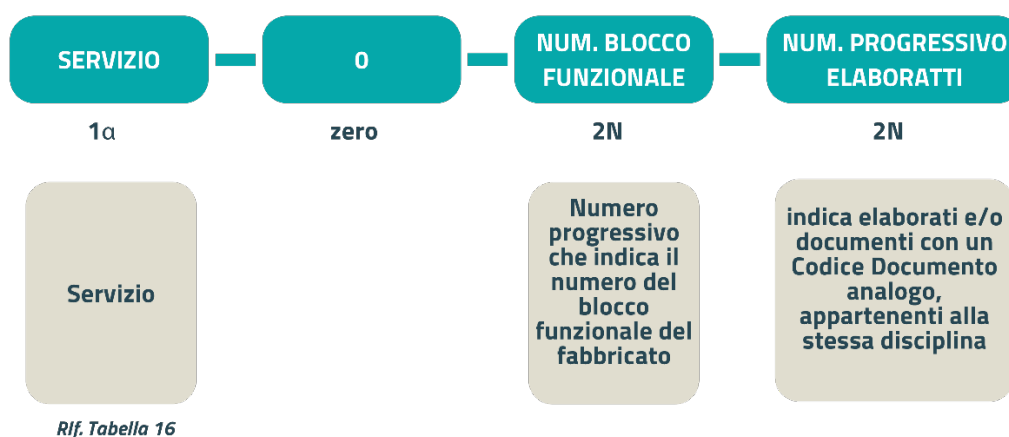 SERVIZIO
0
NUM. BLOCCO
FUNZIONALE
NUM. PROGRESSIVO
ELABORATTI
1α
zero
2N
2N
Servizio
Numero
progressivo
che indica il
numero del
blocco
funzionale del
fabbricato
indica elaborati e/o
documenti con un
Codice Documento
analogo,
appartenenti alla
stessa disciplina
Rif. Tabella 16